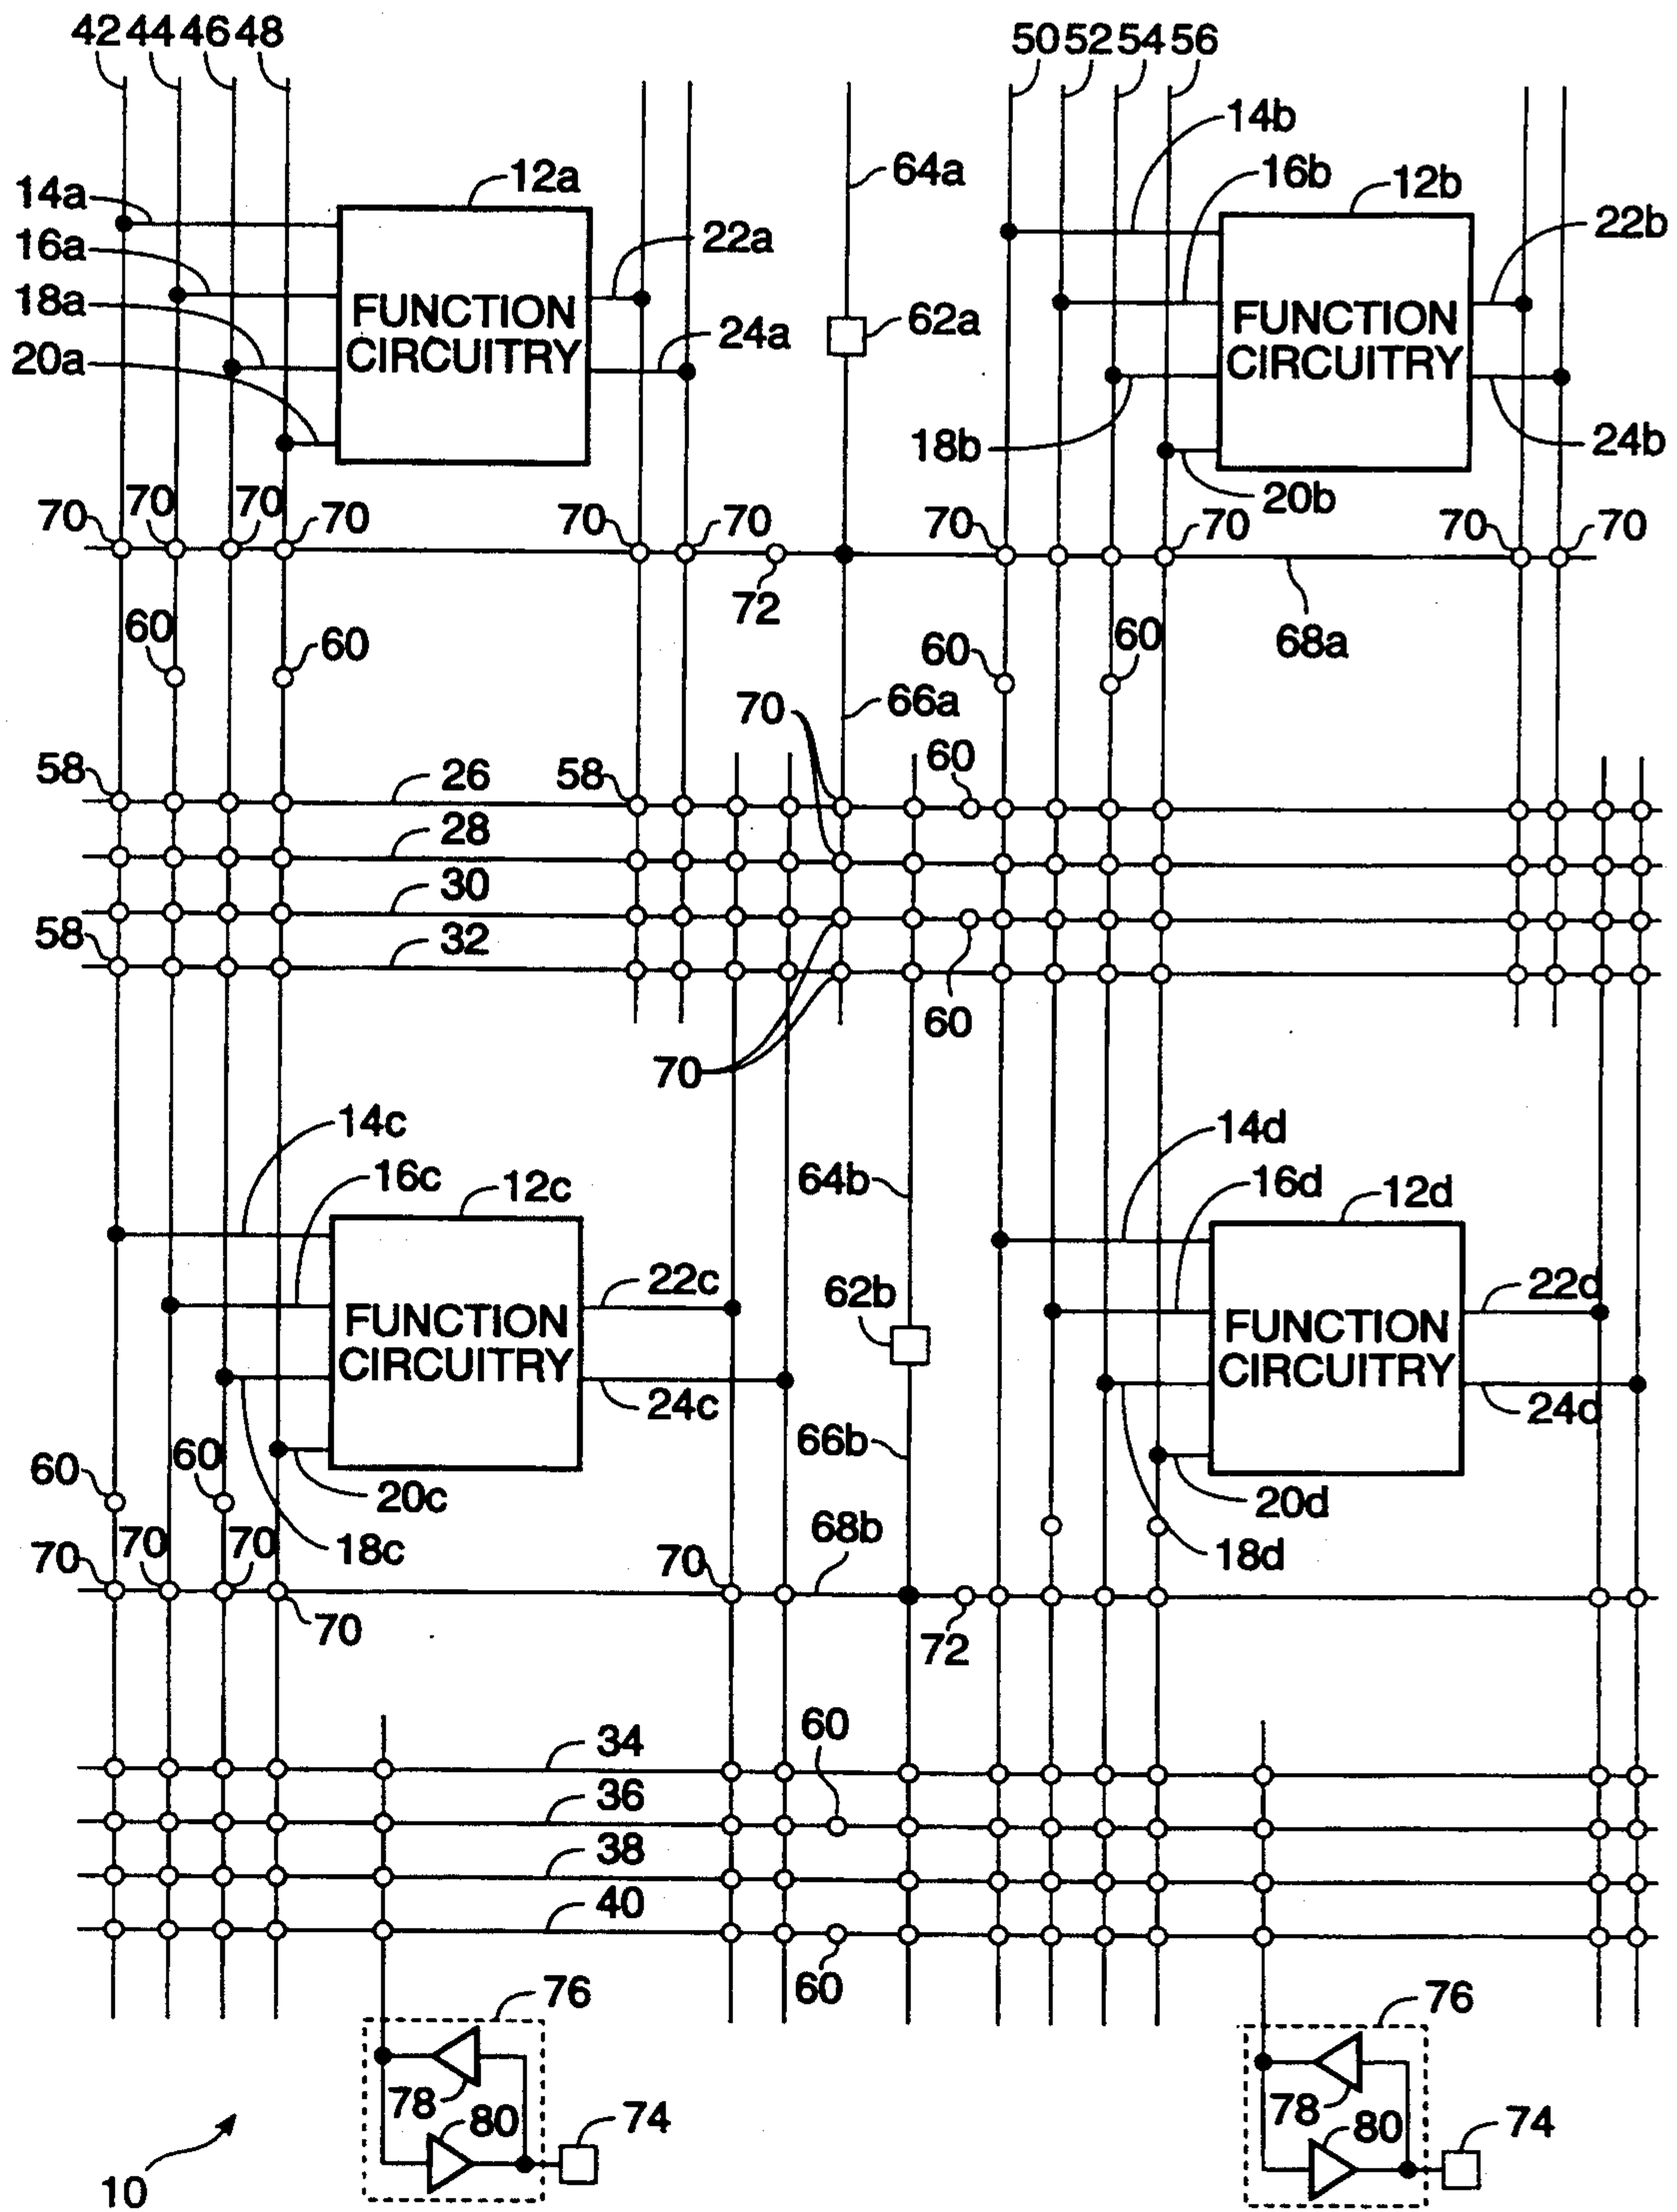 42 44 46 48
50 52 54 56
14b
64a
16b
12a
12b
14a
22a
22b
16a
FUNCTION
CIRCUITRY
62a
FUNCTION
CIRCUITRY
18a
24a
20a
18b
24b
20b
70 70 70 70 70 70 70 70 70 70
72
68a
60 60 60 60
70
66a
58 26 58 60
28
30
58 32
60
70
14c
14d
16c
12c
64b
16d
12d
22c
22d
62b
FUNCTION
CIRCUITRY
FUNCTION
CIRCUITRY
24c
24d
66b
60 60
20c
20d
68b
18c
18d
70 70 70 70
70
72
34
60
36
38
40
60
76
76
78
78
80
74
80
74
10